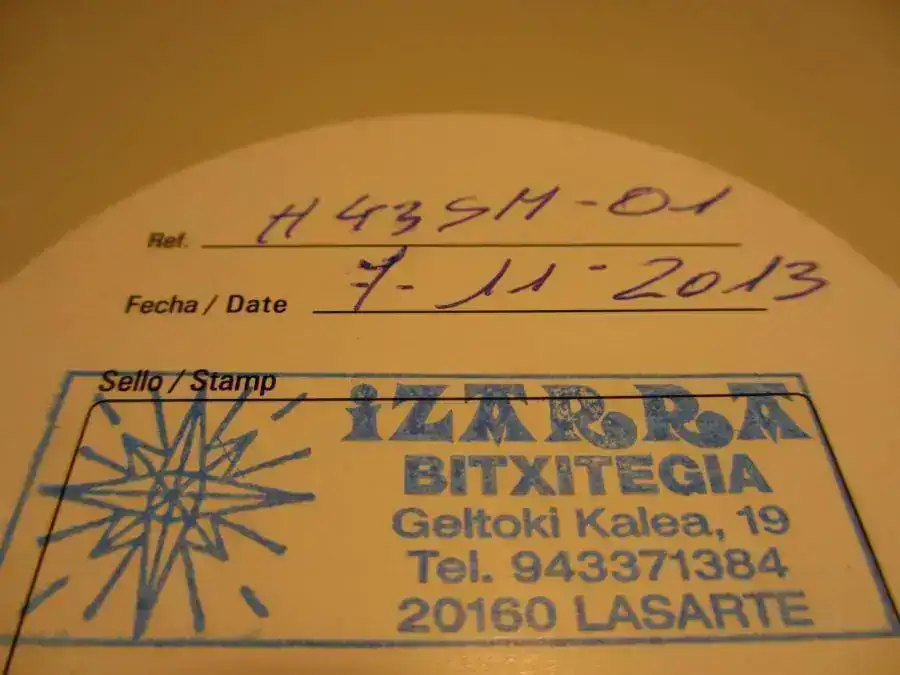 Ref. H43SM-01
Fecha / Date 7-11-2013
Sello / Stamp
iZARRA
BITXITEGIA
Geltoki Kalea, 19
Tel. 943371384
20160 LASARTE